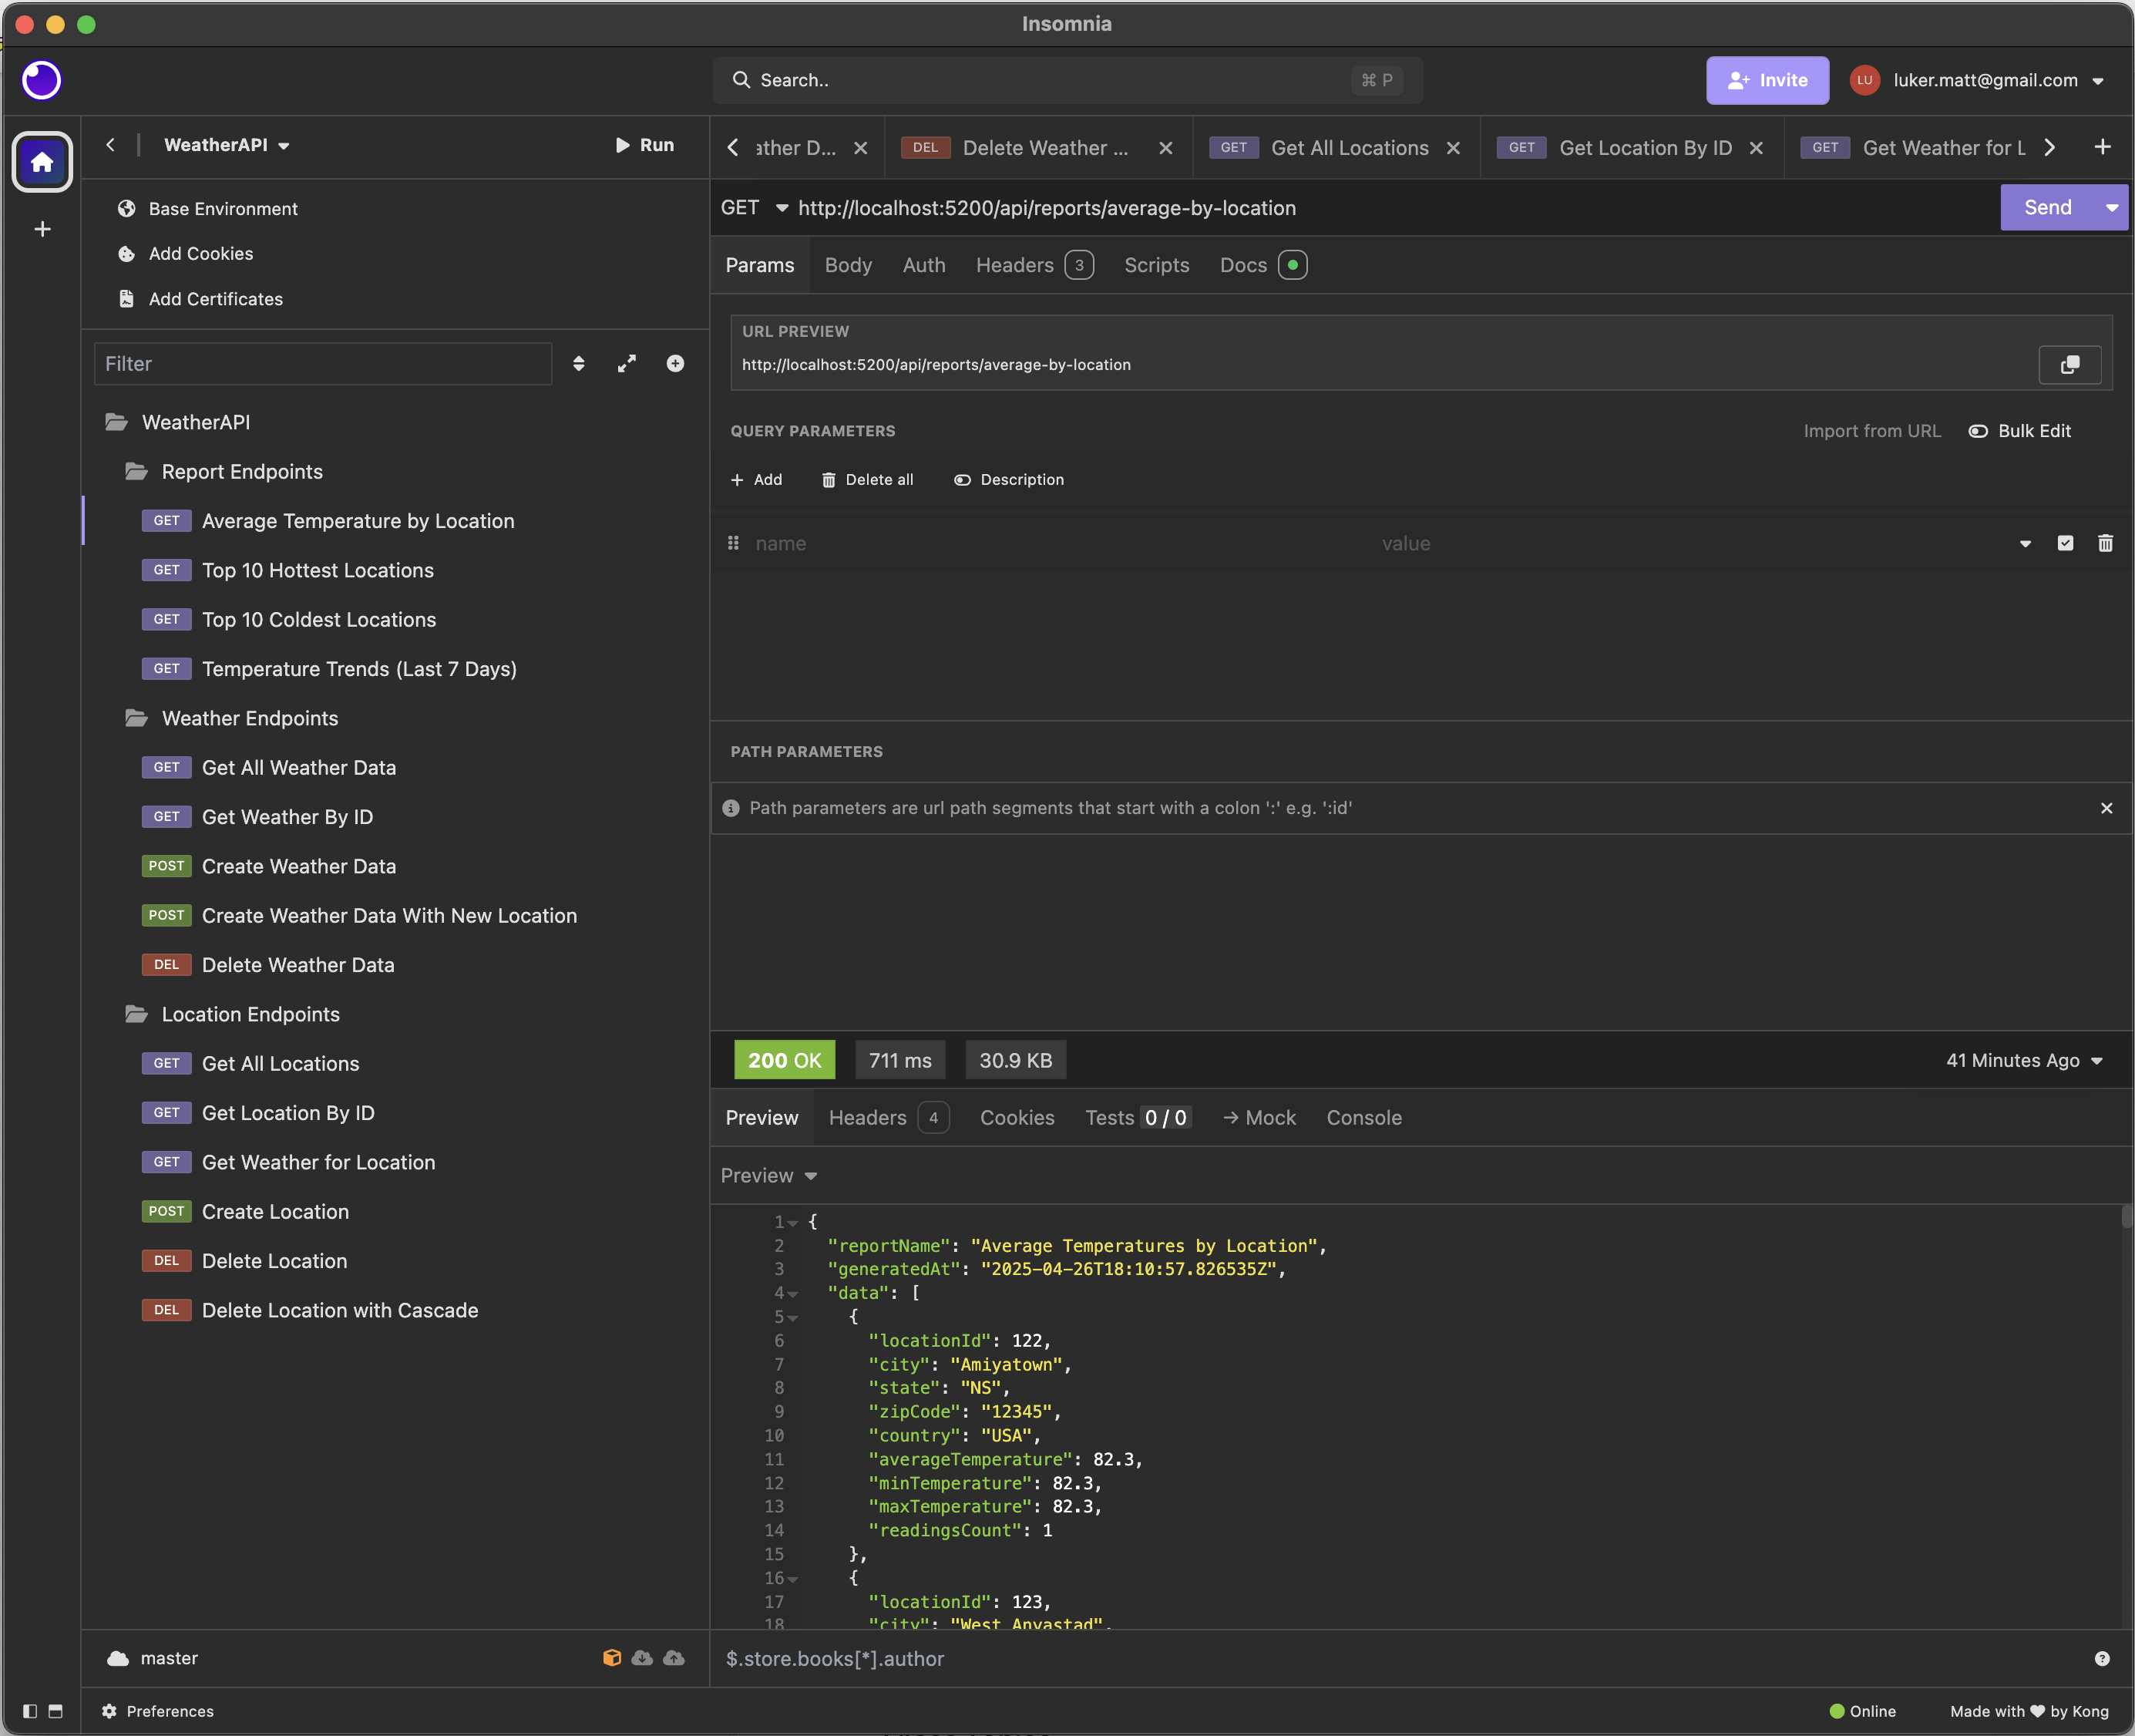 Insomnia
Search..
⌘ P
Invite
LU
luker.matt@gmail.com
WeatherAPI
Run
ather D...
DEL Delete Weather ...
GET Get All Locations
GET Get Location By ID
GET Get Weather for L
Base Environment
Add Cookies
Add Certificates
Filter
WeatherAPI
Report Endpoints
GET Average Temperature by Location
GET Top 10 Hottest Locations
GET Top 10 Coldest Locations
GET Temperature Trends (Last 7 Days)
Weather Endpoints
GET Get All Weather Data
GET Get Weather By ID
POST Create Weather Data
POST Create Weather Data With New Location
DEL Delete Weather Data
Location Endpoints
GET Get All Locations
GET Get Location By ID
GET Get Weather for Location
POST Create Location
DEL Delete Location
DEL Delete Location with Cascade
master
Preferences
GET http://localhost:5200/api/reports/average-by-location
Send
Params Body Auth Headers 3 Scripts Docs
URL PREVIEW
http://localhost:5200/api/reports/average-by-location
QUERY PARAMETERS
Import from URL
Bulk Edit
+ Add
Delete all
Description
name
value
PATH PARAMETERS
Path parameters are url path segments that start with a colon ':' e.g. ':id'
200 OK
711 ms
30.9 KB
41 Minutes Ago
Preview Headers 4 Cookies Tests 0 / 0 → Mock Console
Preview
1 {
2 "reportName": "Average Temperatures by Location",
3 "generatedAt": "2025-04-26T18:10:57.826535Z",
4 "data": [
5 {
6 "locationId": 122,
7 "city": "Amiyatown",
8 "state": "NS",
9 "zipCode": "12345",
10 "country": "USA",
11 "averageTemperature": 82.3,
12 "minTemperature": 82.3,
13 "maxTemperature": 82.3,
14 "readingsCount": 1
15 },
16 {
17 "locationId": 123,
18 "city": "West Anyastad",
$.store.books[*].author
Online
Made with ♥ by Kong